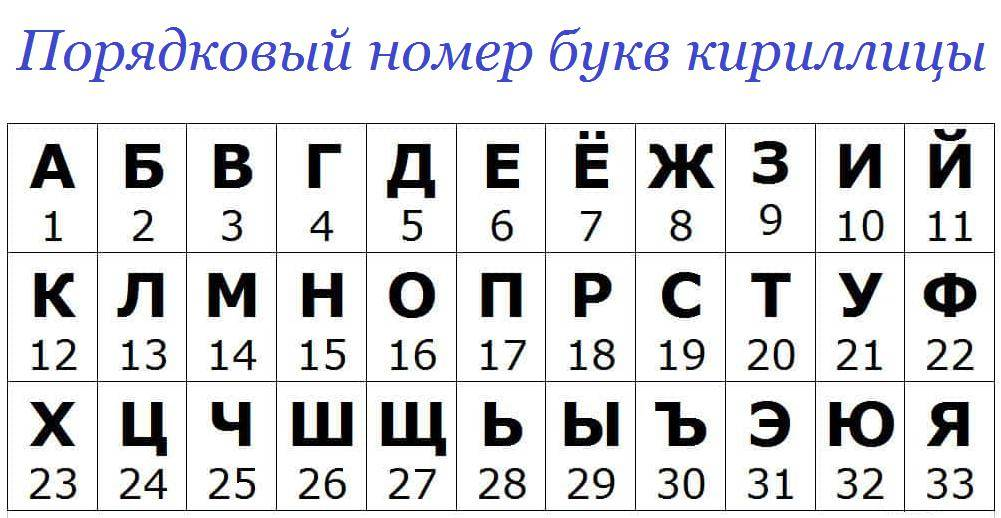 Порядковый номер букв кириллицы
А Б В Г Д Е Ё Ж З И Й
1 2 3 4 5 6 7 8 9 10 11
К Л М Н О П Р С Т У Ф
12 13 14 15 16 17 18 19 20 21 22
Х Ц Ч Ш Щ Ь Ы Ъ Э Ю Я
23 24 25 26 27 28 29 30 31 32 33